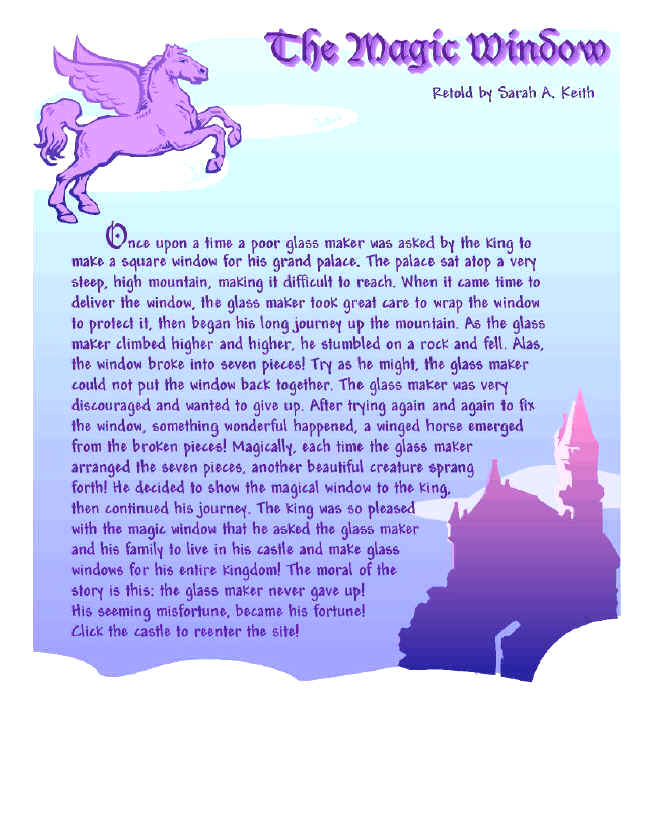 The Magic Window
Retold by Sarah A. Keith
Once upon a time a poor glass maker was asked by the King to
make a square window for his grand palace. The palace sat atop a very
steep, high mountain, making it difficult to reach. When it came time to
deliver the window, the glass maker took great care to wrap the window
to protect it, then began his long journey up the mountain. As the glass
maker climbed higher and higher, he stumbled on a rock and fell. Alas,
the window broke into seven pieces! Try as he might, the glass maker
could not put the window back together. The glass maker was very
discouraged and wanted to give up. After trying again and again to fix
the window, something wonderful happened, a winged horse emerged
from the broken pieces! Magically, each time the glass maker
arranged the seven pieces, another beautiful creature sprang
forth! He decided to show the magical window to the King,
then continued his journey. The King was so pleased
with the magic window that he asked the glass maker
and his family to live in his castle and make glass
windows for his entire Kingdom! The moral of the
story is this: the glass maker never gave up!
His seeming misfortune, became his fortune!
Click the castle to reenter the site!